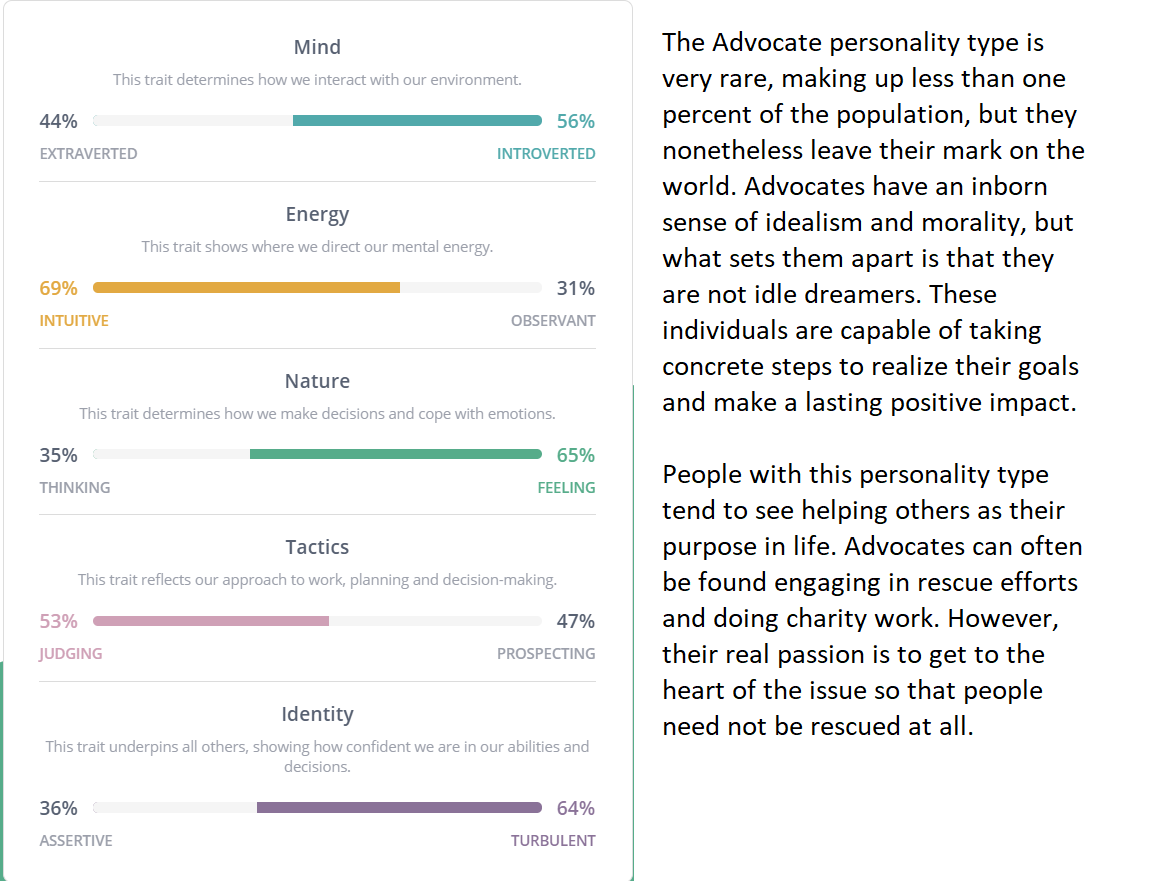 Mind
This trait determines how we interact with our environment.
44% 56%
EXTRAVERTED INTROVERTED
Energy
This trait shows where we direct our mental energy.
69% 31%
INTUITIVE OBSERVANT
Nature
This trait determines how we make decisions and cope with emotions.
35% 65%
THINKING FEELING
Tactics
This trait reflects our approach to work, planning and decision-making.
53% 47%
JUDGING PROSPECTING
Identity
This trait underpins all others, showing how confident we are in our abilities and
decisions.
36% 64%
ASSERTIVE TURBULENT
The Advocate personality type is
very rare, making up less than one
percent of the population, but they
nonetheless leave their mark on the
world. Advocates have an inborn
sense of idealism and morality, but
what sets them apart is that they
are not idle dreamers. These
individuals are capable of taking
concrete steps to realize their goals
and make a lasting positive impact.
People with this personality type
tend to see helping others as their
purpose in life. Advocates can often
be found engaging in rescue efforts
and doing charity work. However,
their real passion is to get to the
heart of the issue so that people
need not be rescued at all.